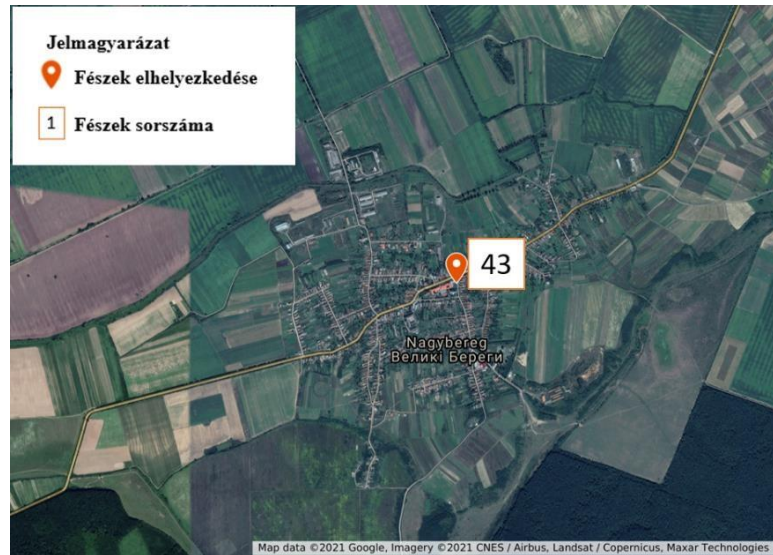 Jelmagyarázat
Fészek elhelyezkedése
1 Fészek sorszáma
43
Nagybereg
Великі Береги
Map data ©2021 Google, Imagery ©2021 CNES / Airbus, Landsat / Copernicus, Maxar Technologies